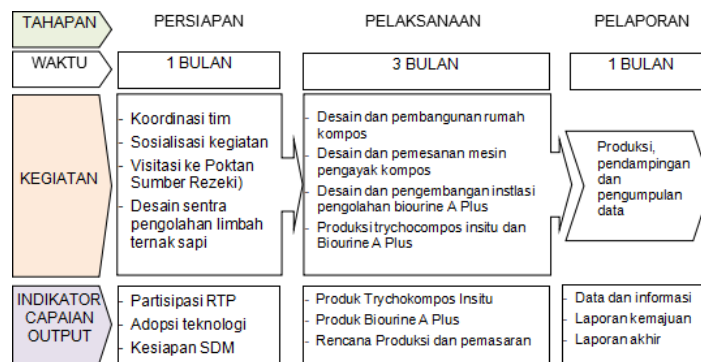 TAHAPAN
PERSIAPAN
PELAKSANAAN
PELAPORAN
WAKTU
1 BULAN
3 BULAN
1 BULAN
KEGIATAN
- Koordinasi tim
- Sosialisasi kegiatan
- Visitasi ke Poktan
Sumber Rezeki)
- Desain sentra
pengolahan limbah
ternak sapi
- Desain dan pembangunan rumah
kompos
- Desain dan pemesanan mesin
pengayak kompos
- Desain dan pengembangan instlasi
pengolahan biourine A Plus
- Produksi trychocompos insitu dan
Biourine A Plus
Produksi,
pendampingan
dan
pengumpulan
data
INDIKATOR
CAPAIAN
OUTPUT
- Partisipasi RTP
- Adopsi teknologi
- Kesiapan SDM
- Produk Trychokompos Insitu
- Produk Biourine A Plus
- Rencana Produksi dan pemasaran
- Data dan informasi
- Laporan kemajuan
- Laporan akhir